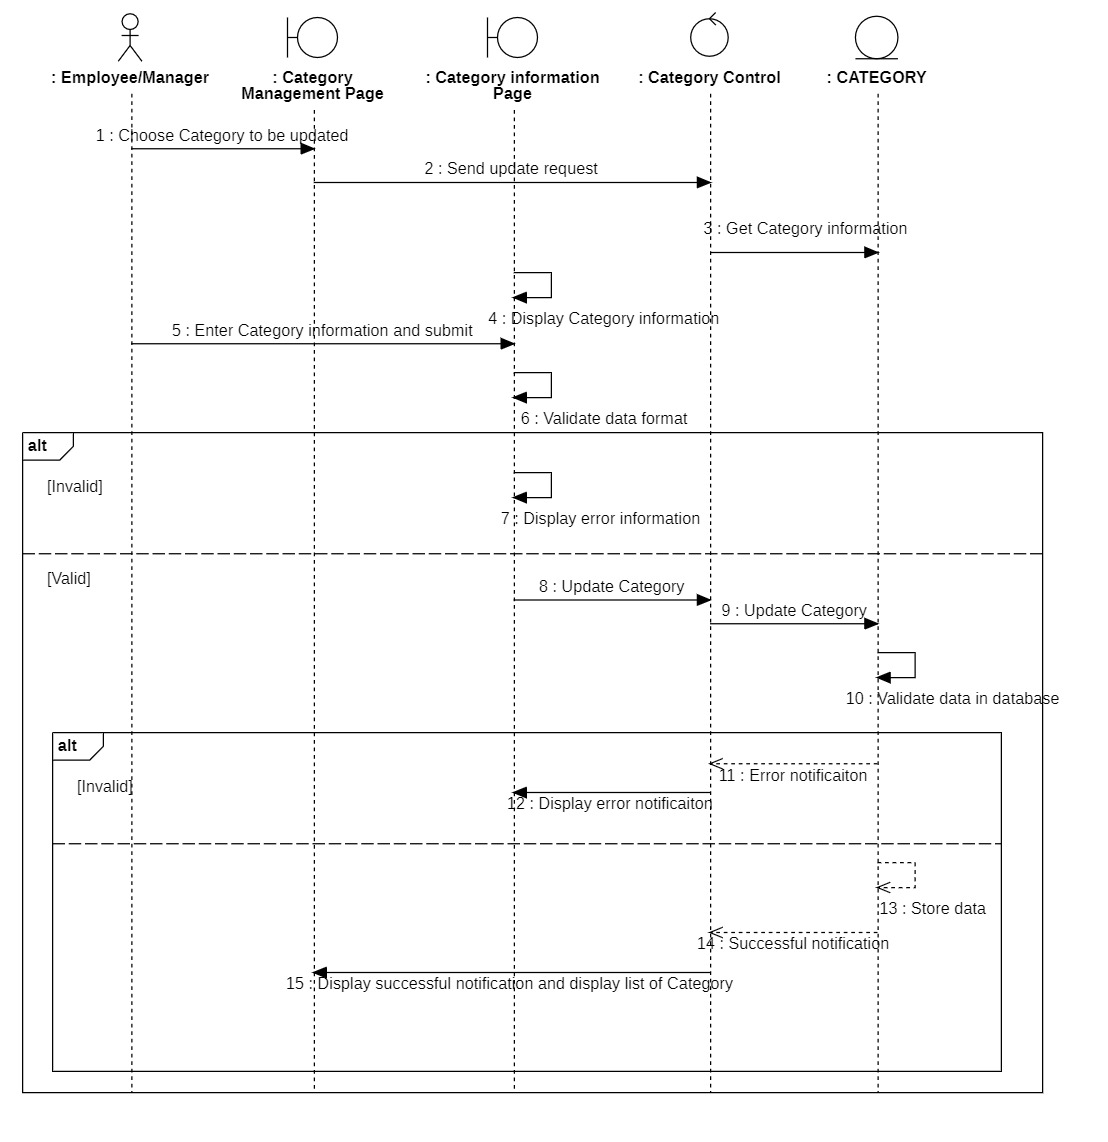 : Employee/Manager
: Category
Management Page
: Category information
Page
: Category Control
: CATEGORY
1 : Choose Category to be updated
2 : Send update request
3 : Get Category information
4 : Display Category information
5 : Enter Category information and submit
6 : Validate data format
alt
[Invalid]
7 : Display error information
[Valid]
8 : Update Category
9 : Update Category
10 : Validate data in database
alt
[Invalid]
11 : Error notificaiton
12 : Display error notificaiton
13 : Store data
14 : Successful notification
15 : Display successful notification and display list of Category